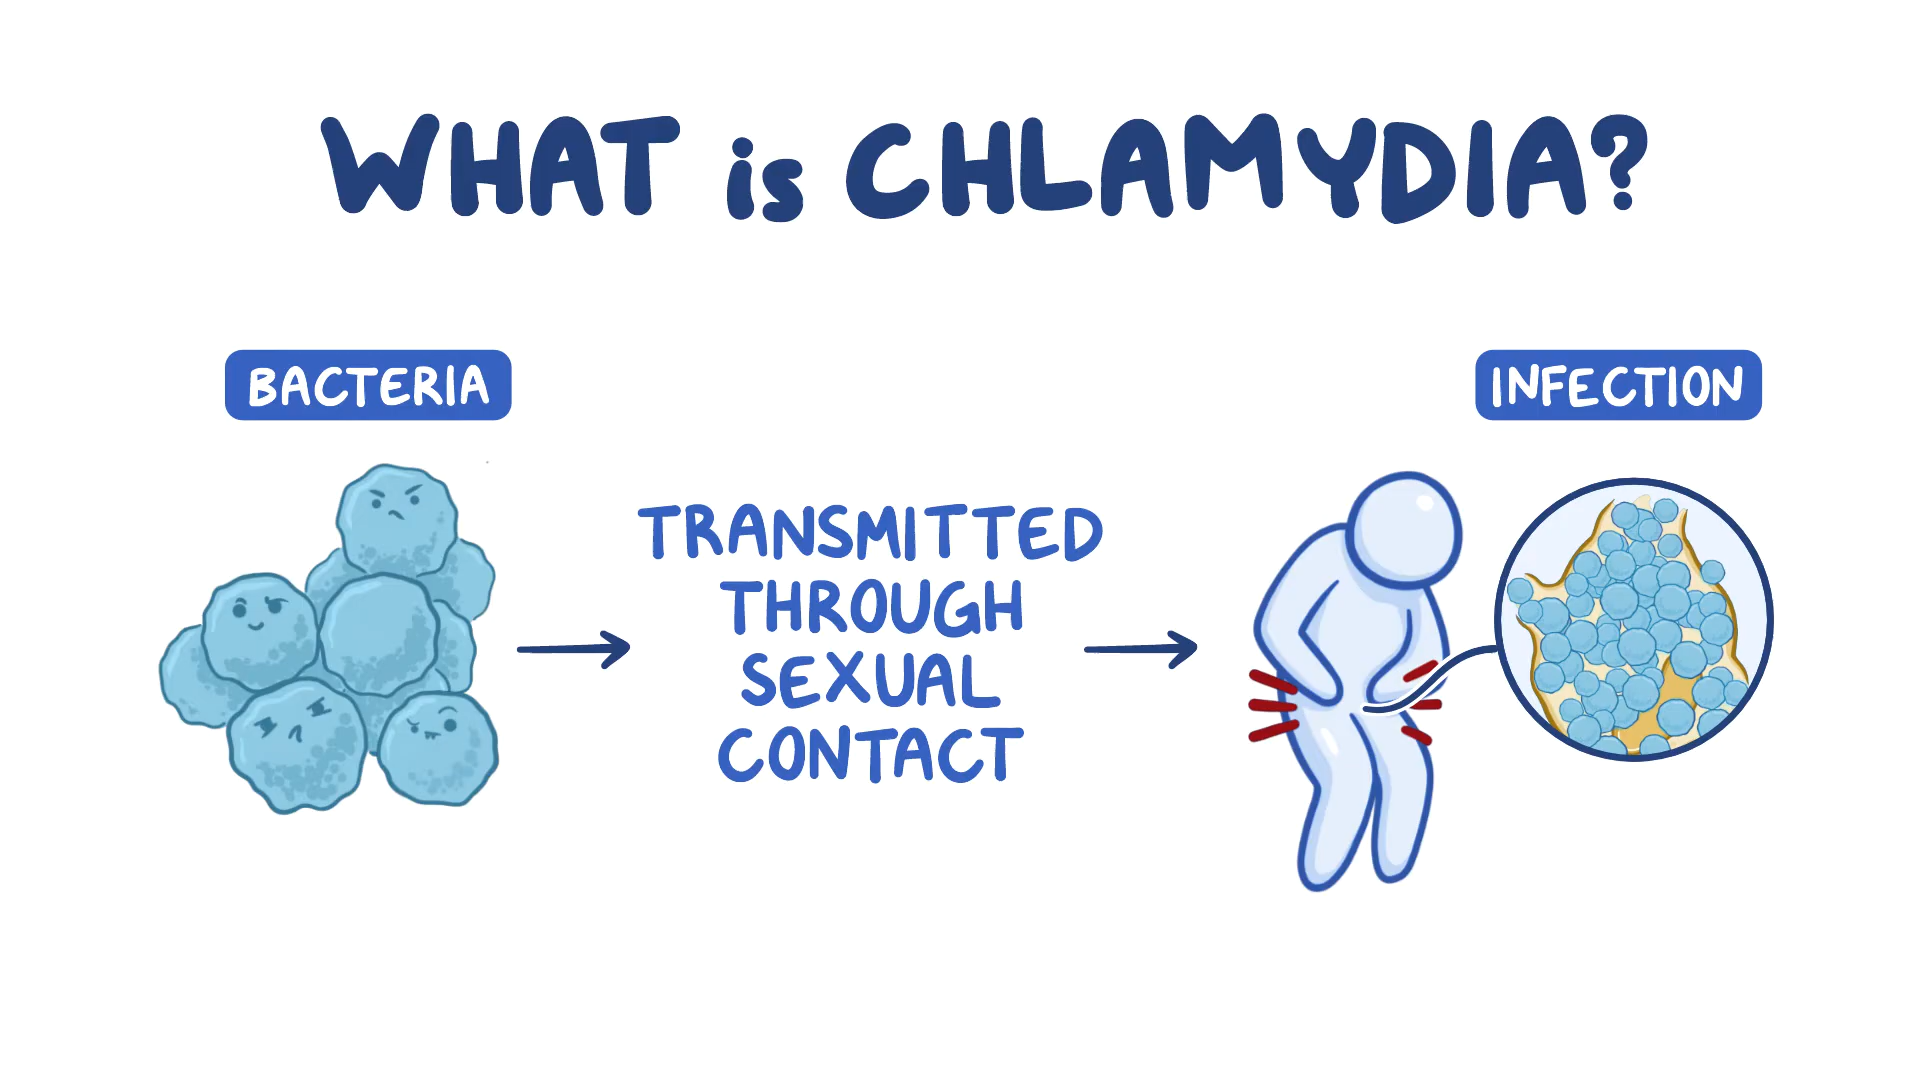 WHAT is CHLAMYDIA?
BACTERIA
TRANSMITTED
THROUGH
SEXUAL
CONTACT
INFECTION